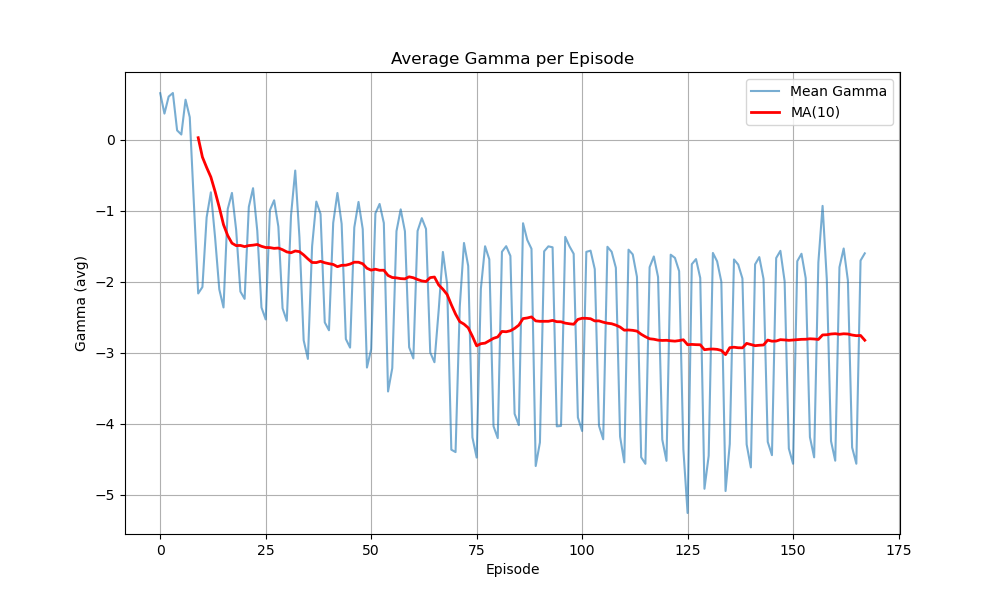 Average Gamma per Episode
Mean Gamma
MA(10)
Gamma (avg)
0
−1
−2
−3
−4
−5
0 25 50 75 100 125 150 175
Episode